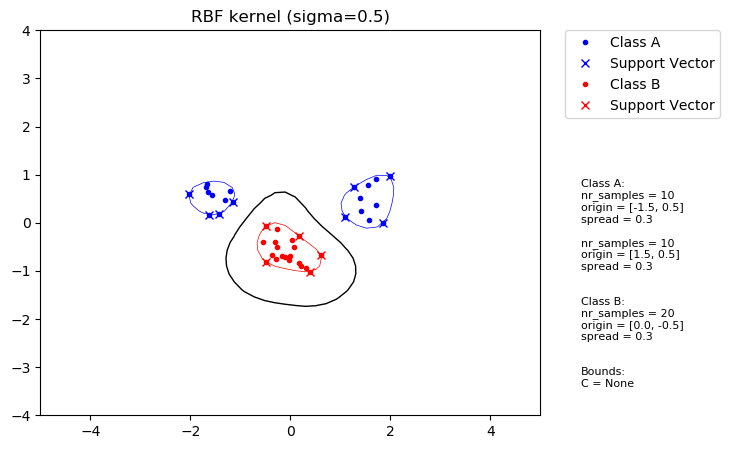 RBF kernel (sigma=0.5)
4
3
2
1
0
−1
−2
−3
−4
−4
−2
0
2
4
Class A
Support Vector
Class B
Support Vector
Class A:
nr_samples = 10
origin = [-1.5, 0.5]
spread = 0.3
nr_samples = 10
origin = [1.5, 0.5]
spread = 0.3
Class B:
nr_samples = 20
origin = [0.0, -0.5]
spread = 0.3
Bounds:
C = None